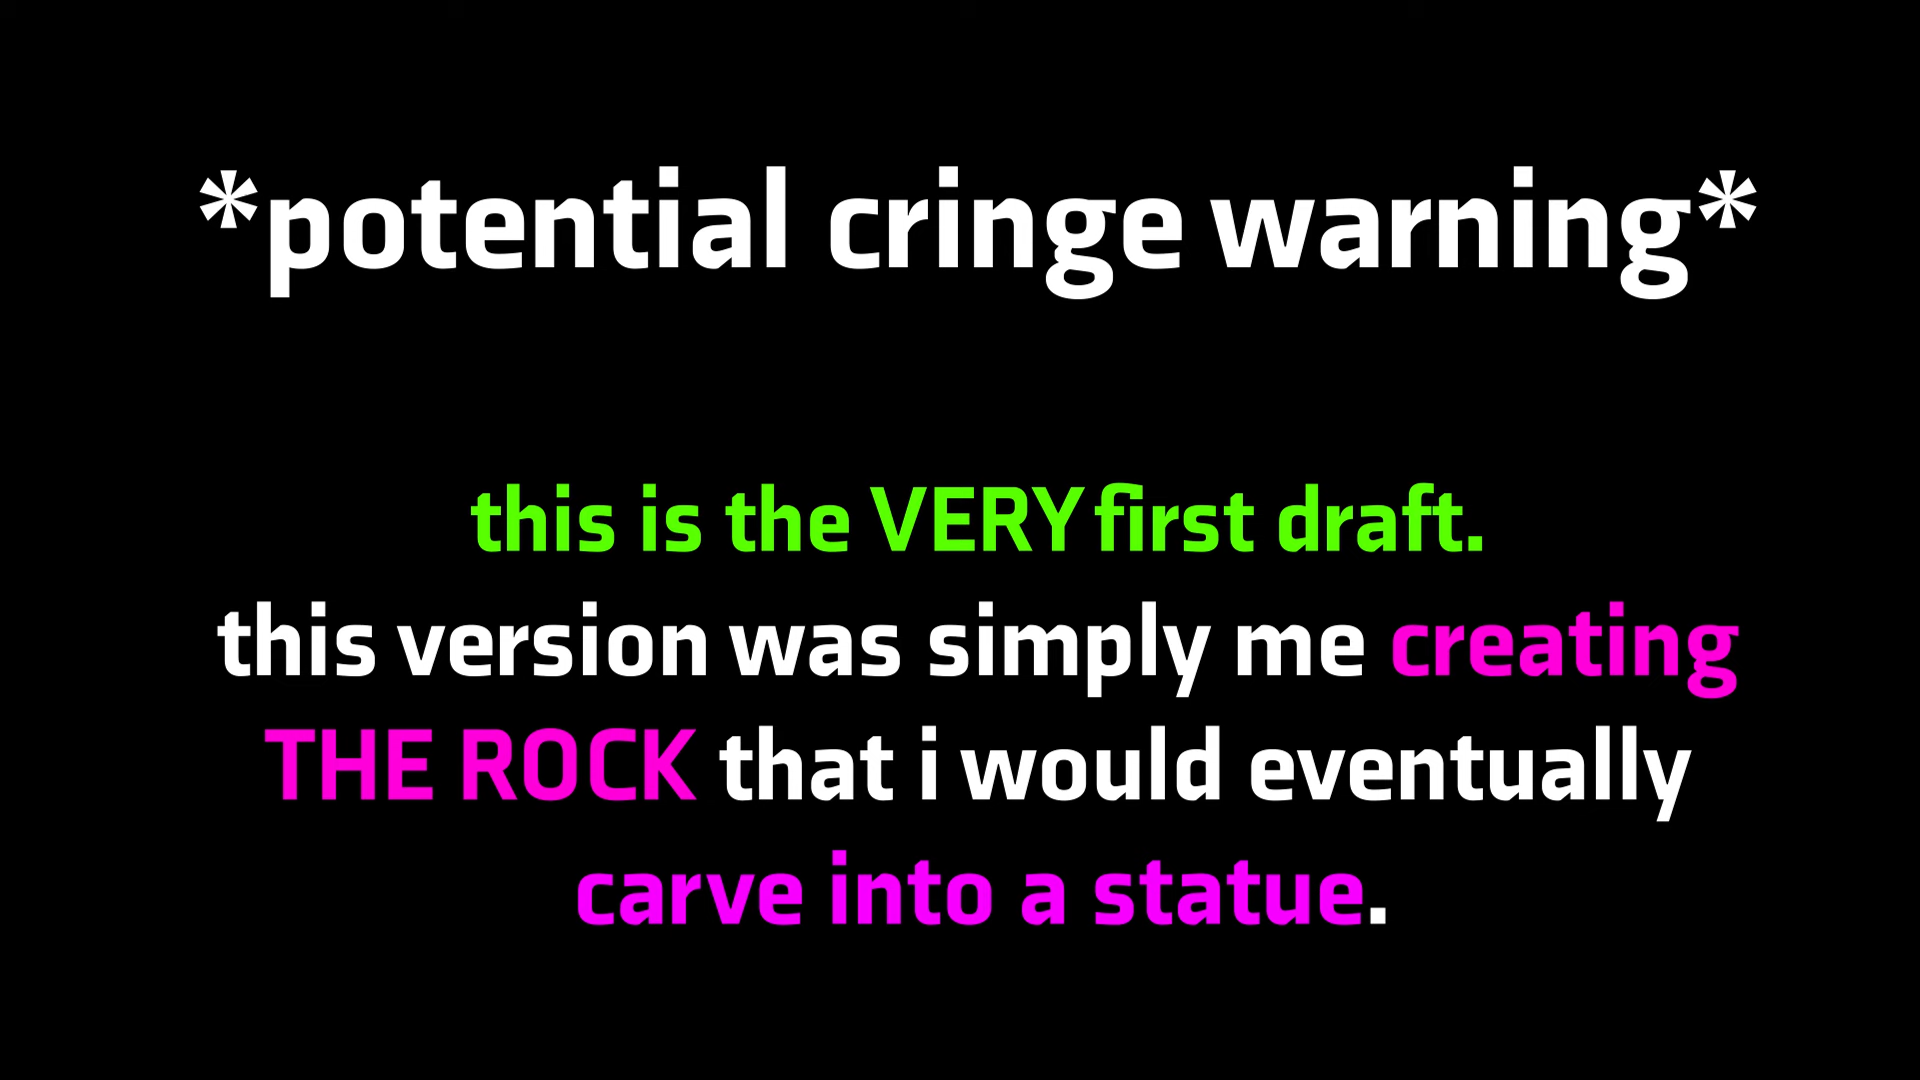 *potential cringe warning*
this is the VERY first draft.
this version was simply me creating
THE ROCK that i would eventually
carve into a statue.